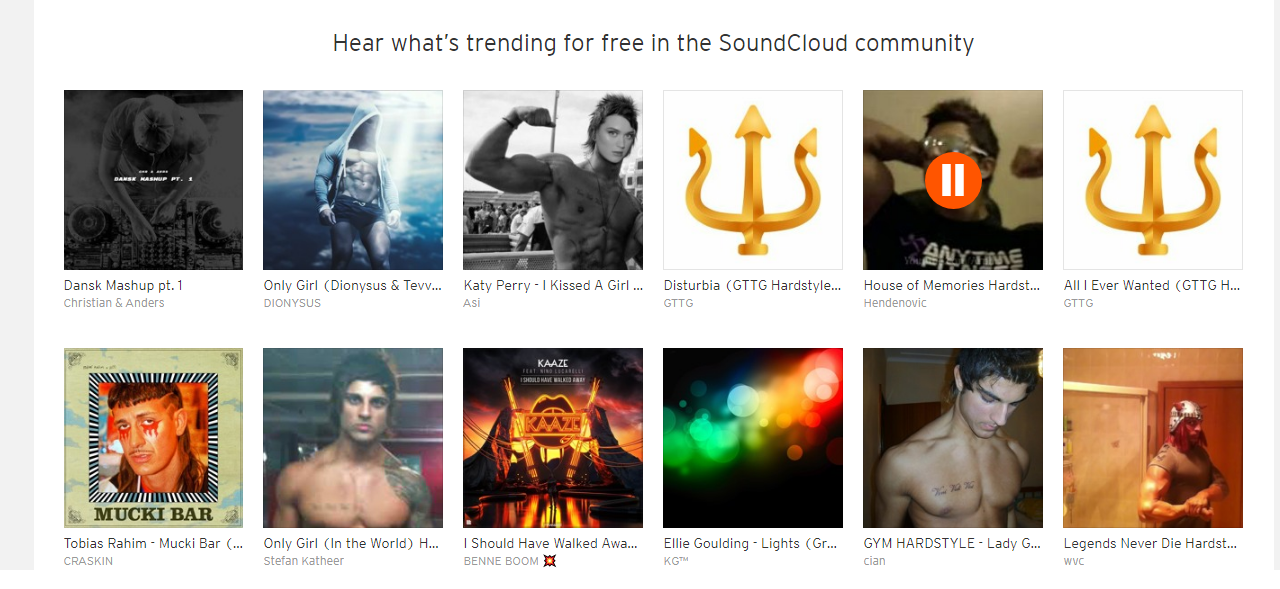 Hear what's trending for free in the SoundCloud community
DANSK MASHUP PT. 1
ANYTIME
FITNESS
Dansk Mashup pt. 1
Only Girl (Dionysus & Tevv...
Katy Perry - I Kissed A Girl ...
Disturbia (GTTG Hardstyle...
House of Memories Hardst...
All I Ever Wanted (GTTG H...
Christian & Anders
DIONYSUS
Asi
GTTG
Hendenovic
GTTG
KAAZE
FEAT. NINO LUCARELLI
I SHOULD HAVE WALKED AWAY
KAAZE
MUCKI BAR
Tobias Rahim - Mucki Bar (...
Only Girl (In the World) H...
I Should Have Walked Awa...
Ellie Goulding - Lights (Gr...
GYM HARDSTYLE - Lady G...
Legends Never Die Hardst...
CRASKIN
Stefan Katheer
BENNE BOOM 💥
KG™
cian
wvc